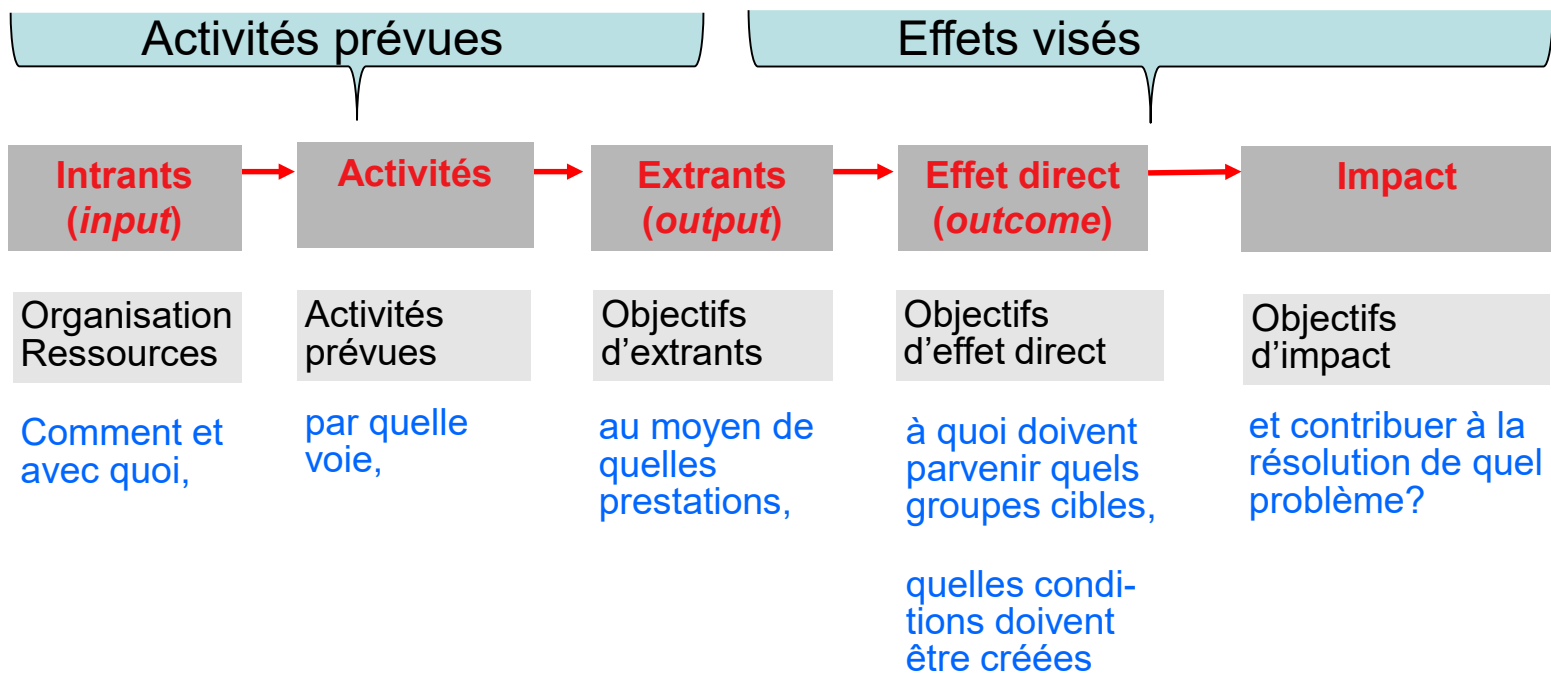 Activités prévues
Effets visés
Intrants
(input)
Activités
Extrants
(output)
Effet direct
(outcome)
Impact
Organisation
Ressources
Activités
prévues
Objectifs
d’extrants
Objectifs
d’effet direct
Objectifs
d’impact
Comment et
avec quoi,
par quelle
voie,
au moyen de
quelles
prestations,
à quoi doivent
parvenir quels
groupes cibles,
quelles condi-
tions doivent
être créées
et contribuer à la
résolution de quel
problème?